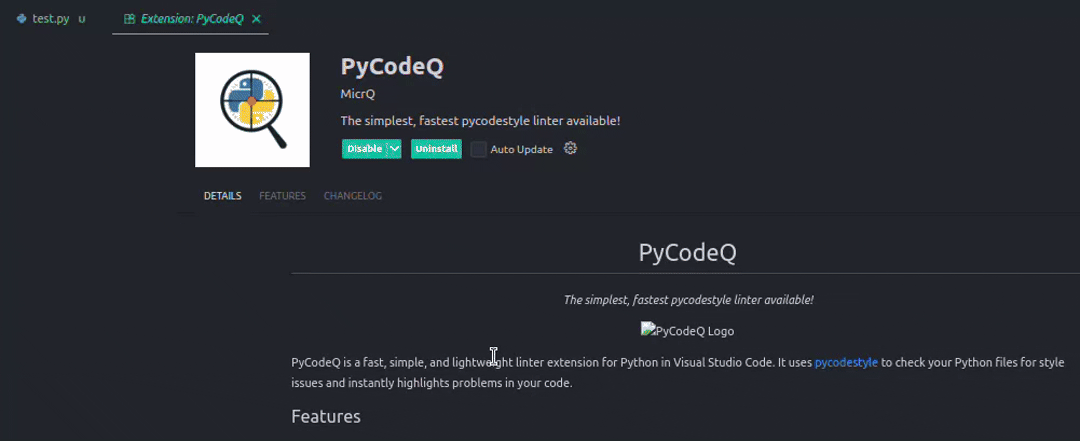 test.py U Extension: PyCodeQ
PyCodeQ
MicrQ
The simplest, fastest pycodestyle linter available!
Disable Uninstall Auto Update
DETAILS FEATURES CHANGELOG
PyCodeQ
The simplest, fastest pycodestyle linter available!
PyCodeQ Logo
PyCodeQ is a fast, simple, and lightweight linter extension for Python in Visual Studio Code. It uses pycodestyle to check your Python files for style
issues and instantly highlights problems in your code.
Features